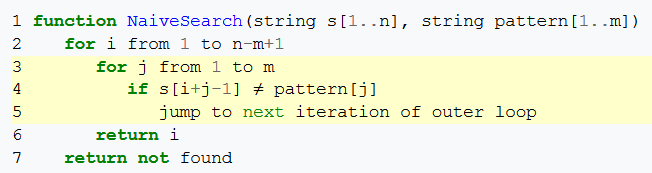 1 function NaiveSearch(string s[1..n], string pattern[1..m])
2     for i from 1 to n-m+1
3        for j from 1 to m
4           if s[i+j-1] ≠ pattern[j]
5              jump to next iteration of outer loop
6        return i
7     return not found